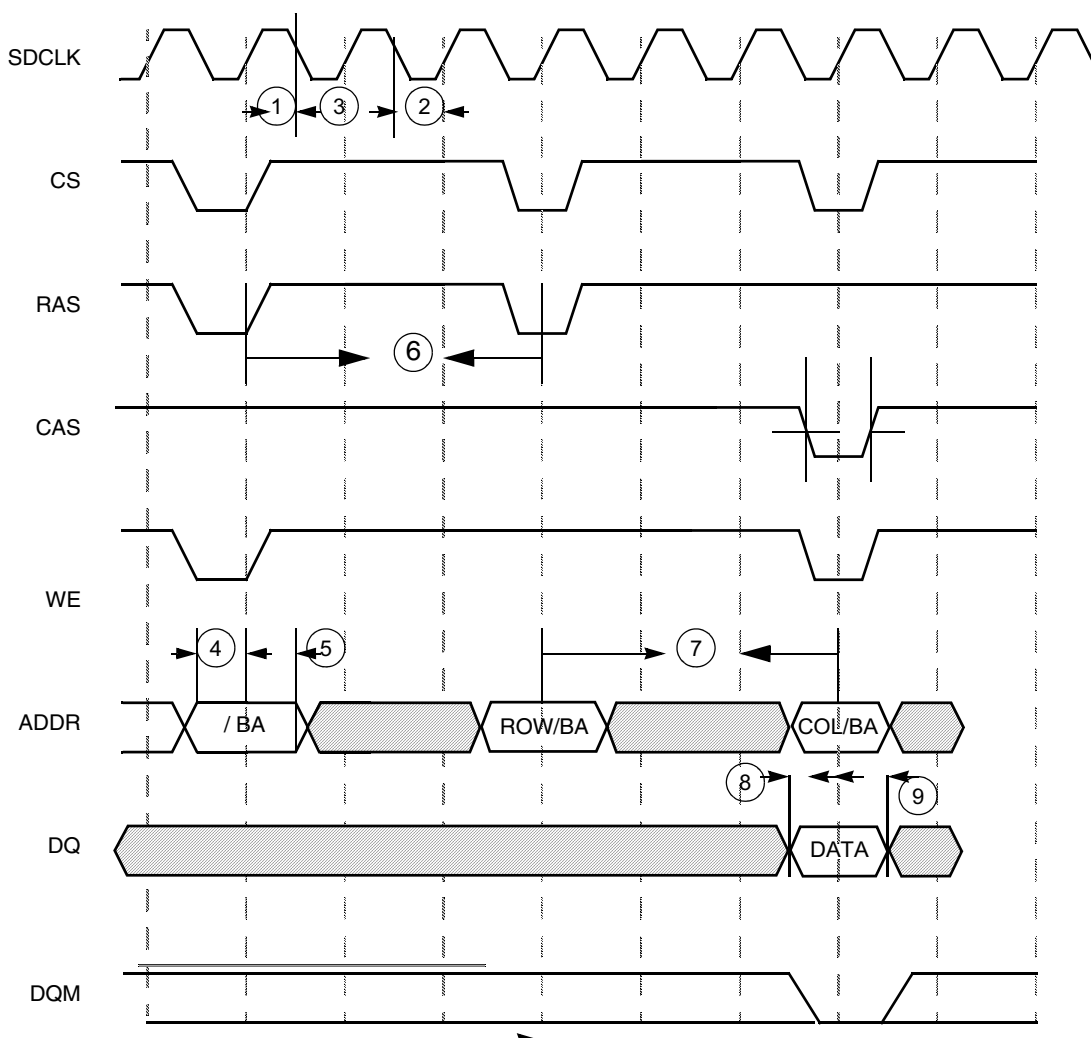 SDCLK
1 3 2
CS
RAS
6
CAS
WE
4 5 7
ADDR / BA ROW/BA COL/BA
8 9
DQ DATA
DQM